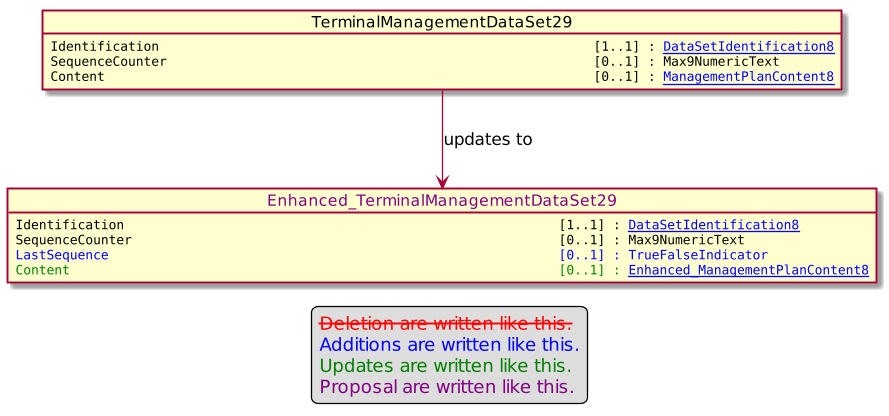 TerminalManagementDataSet29
Identification [1..1] : DataSetIdentification8
SequenceCounter [0..1] : Max9NumericText
Content [0..1] : ManagementPlanContent8
updates to
Enhanced_TerminalManagementDataSet29
Identification [1..1] : DataSetIdentification8
SequenceCounter [0..1] : Max9NumericText
LastSequence [0..1] : TrueFalseIndicator
Content [0..1] : Enhanced_ManagementPlanContent8
Deletion are written like this.
Additions are written like this.
Updates are written like this.
Proposal are written like this.